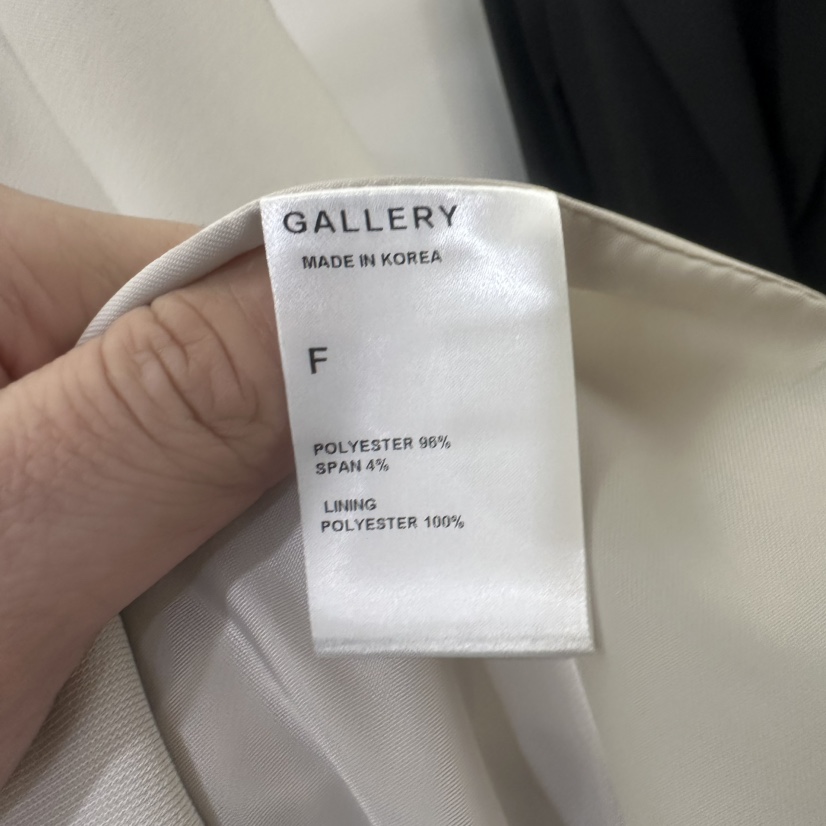 GALLERY
MADE IN KOREA
F
POLYESTER 96%
SPAN 4%
LINING
POLYESTER 100%